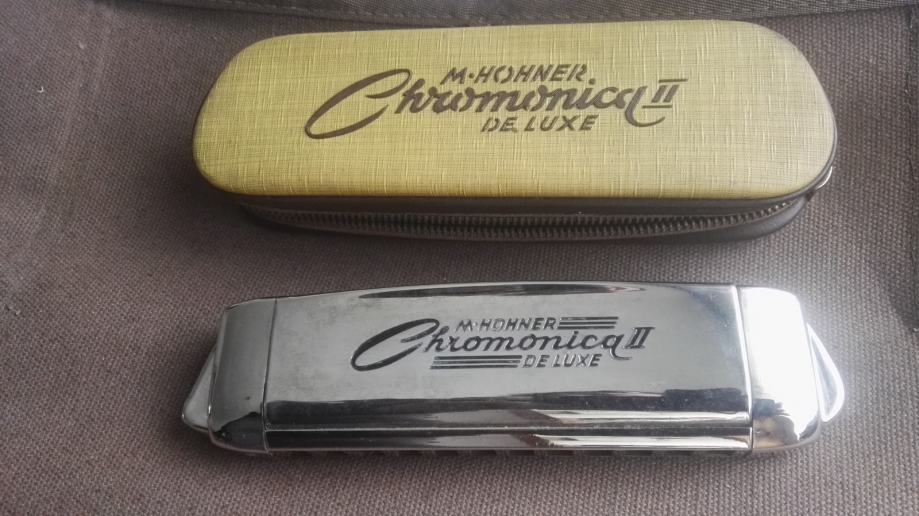 M·HOHNER
Chromonica II
DE LUXE
M·HOHNER
Chromonica II
DE LUXE